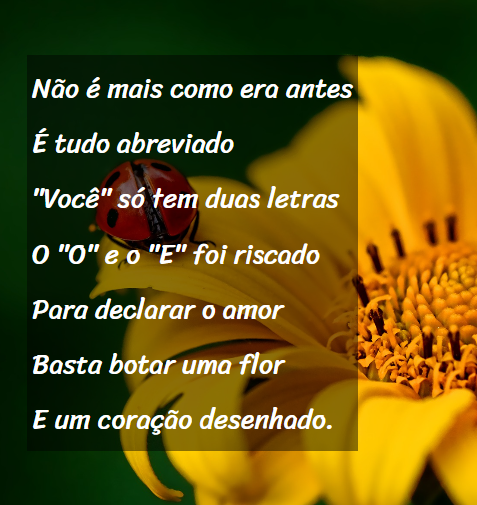 Não é mais como era antes
É tudo abreviado
"Você" só tem duas letras
O "O" e o "E" foi riscado
Para declarar o amor
Basta botar uma flor
E um coração desenhado.